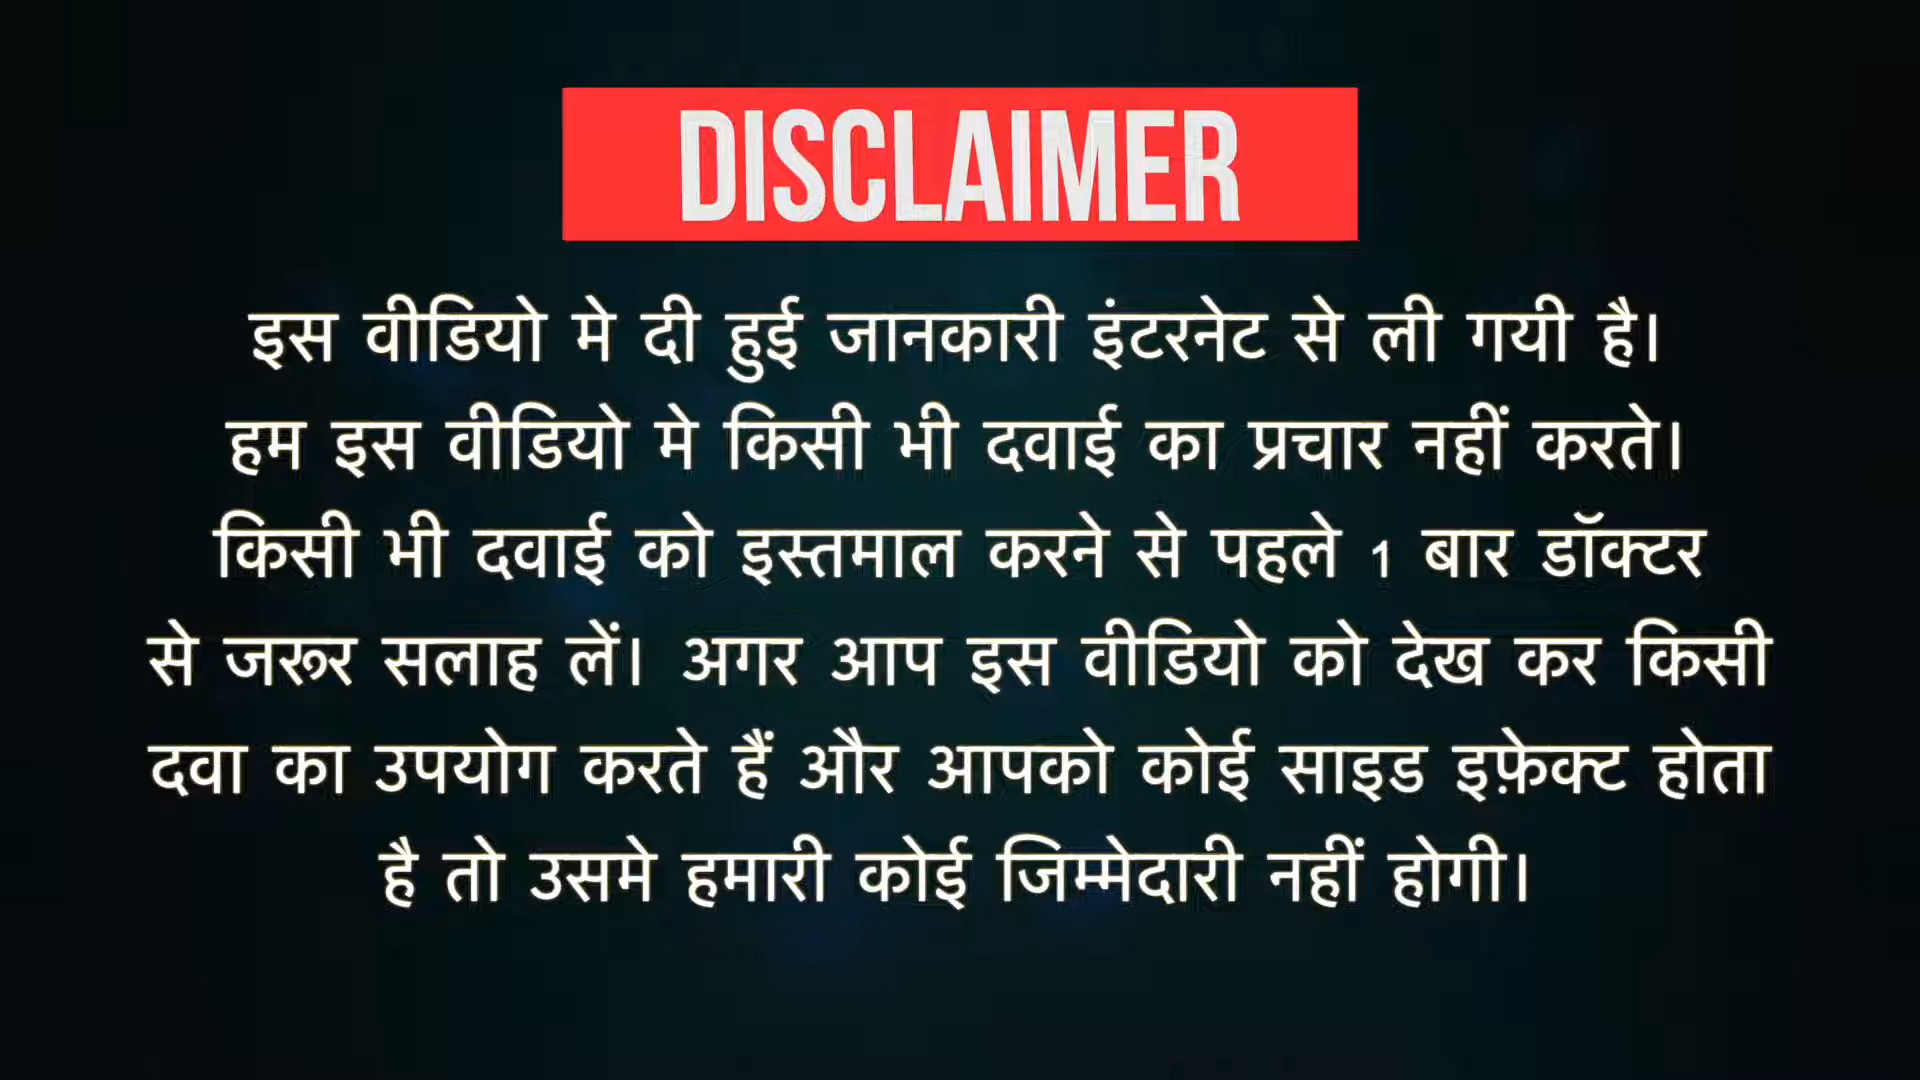 DISCLAIMER
इस वीडियो मे दी हुई जानकारी इंटरनेट से ली गयी है।
हम इस वीडियो मे किसी भी दवाई का प्रचार नहीं करते।
किसी भी दवाई को इस्तमाल करने से पहले 1 बार डॉक्टर
से जरूर सलाह लें। अगर आप इस वीडियो को देख कर किसी
दवा का उपयोग करते हैं और आपको कोई साइड इफ़ेक्ट होता
है तो उसमे हमारी कोई जिम्मेदारी नहीं होगी।